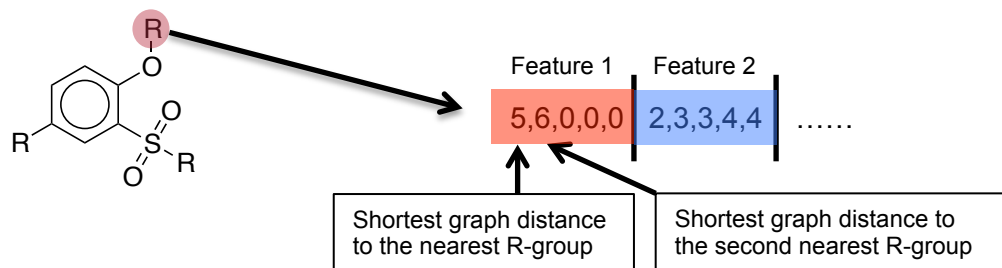 R
O
O
S
R
R
O
Feature 1
Feature 2
5,6,0,0,0
2,3,3,4,4
......
Shortest graph distance
to the nearest R-group
Shortest graph distance to
the second nearest R-group